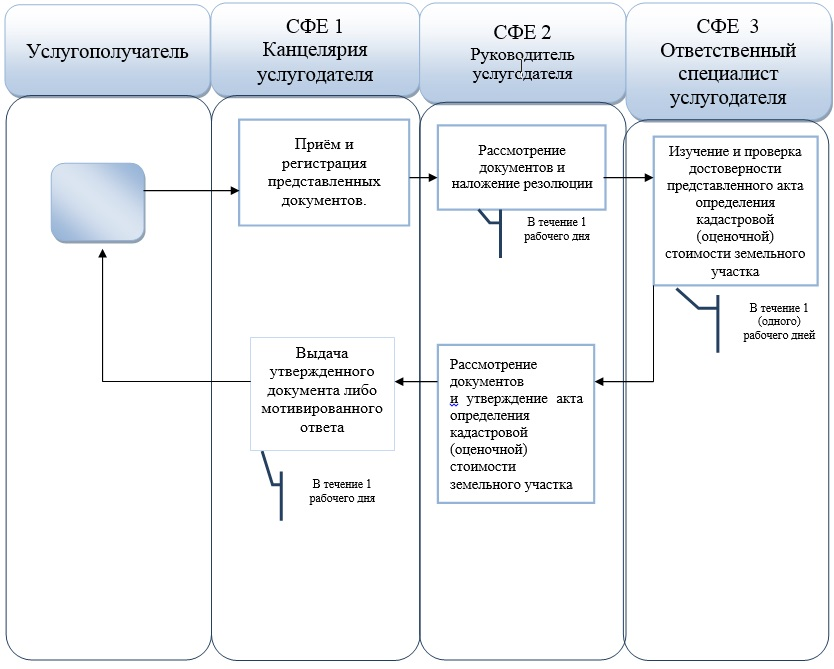 Услугополучатель
СФЕ 1
Канцелярия
услугодателя
СФЕ 2
Руководитель
услугодателя
СФЕ 3
Ответственный
специалист
услугодателя
Приём и
регистрация
представленных
документов.
Рассмотрение
документов и
наложение резолюции
В течение 1
рабочего дня
Изучение и проверка
достоверности
представленного акта
определения
кадастровой
(оценочной)
стоимости земельного
участка
В течение 1
(одного)
рабочего дней
Рассмотрение
документов
и утверждение акта
определения
кадастровой
(оценочной)
стоимости
земельного участка
Выдача
утвержденного
документа либо
мотивированного
ответа
В течение 1
рабочего дня